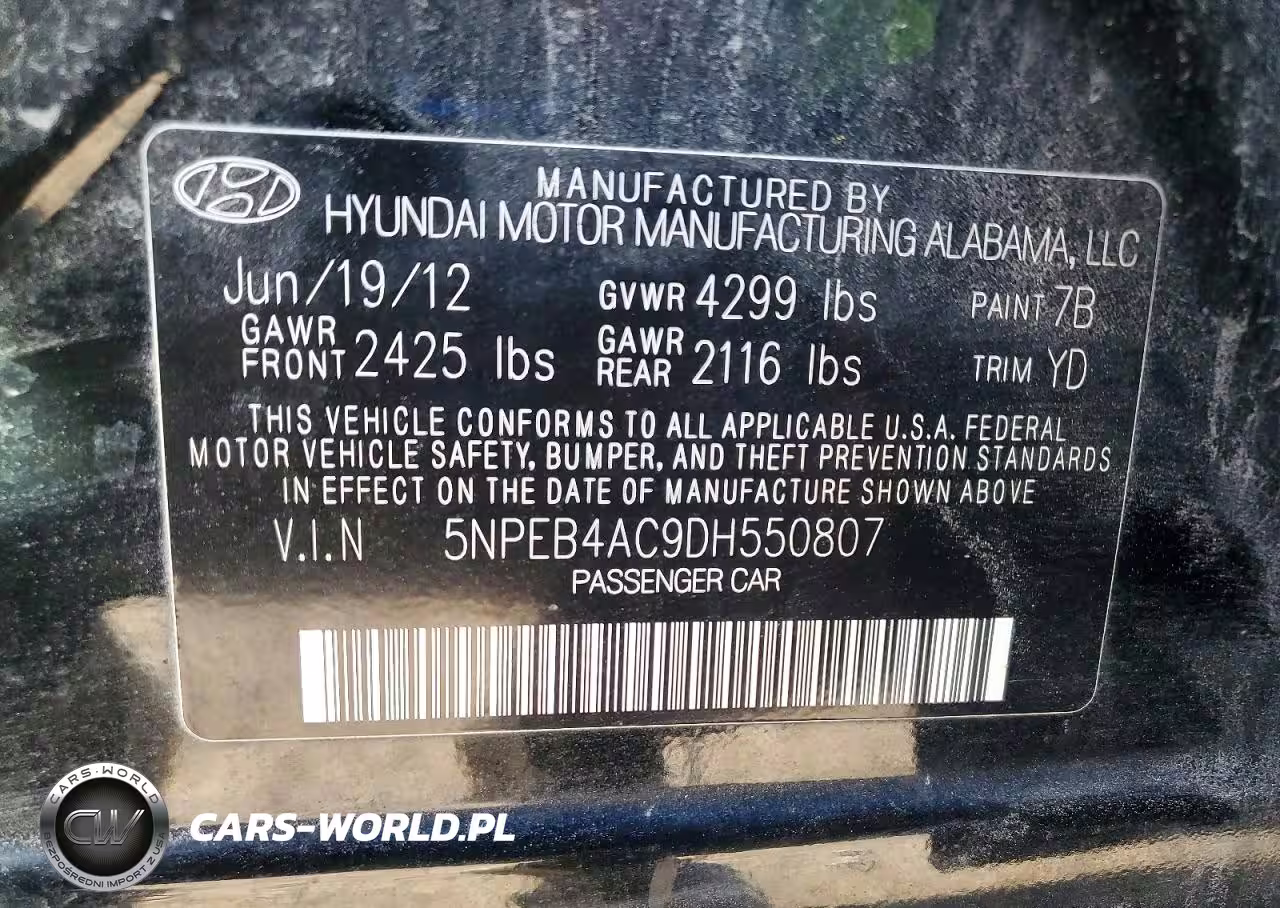 MANUFACTURED BY
HYUNDAI MOTOR MANUFACTURING ALABAMA, LLC
Jun/19/12 GVWR 4299 lbs PAINT 7B
GAWR FRONT 2425 lbs GAWR REAR 2116 lbs TRIM YD
THIS VEHICLE CONFORMS TO ALL APPLICABLE U.S.A. FEDERAL
MOTOR VEHICLE SAFETY, BUMPER, AND THEFT PREVENTION STANDARDS
IN EFFECT ON THE DATE OF MANUFACTURE SHOWN ABOVE
V.I.N 5NPEB4AC9DH550807
PASSENGER CAR
CARS-WORLD
CW
BEZPOŚREDNI IMPORT Z USA
CARS-WORLD.PL